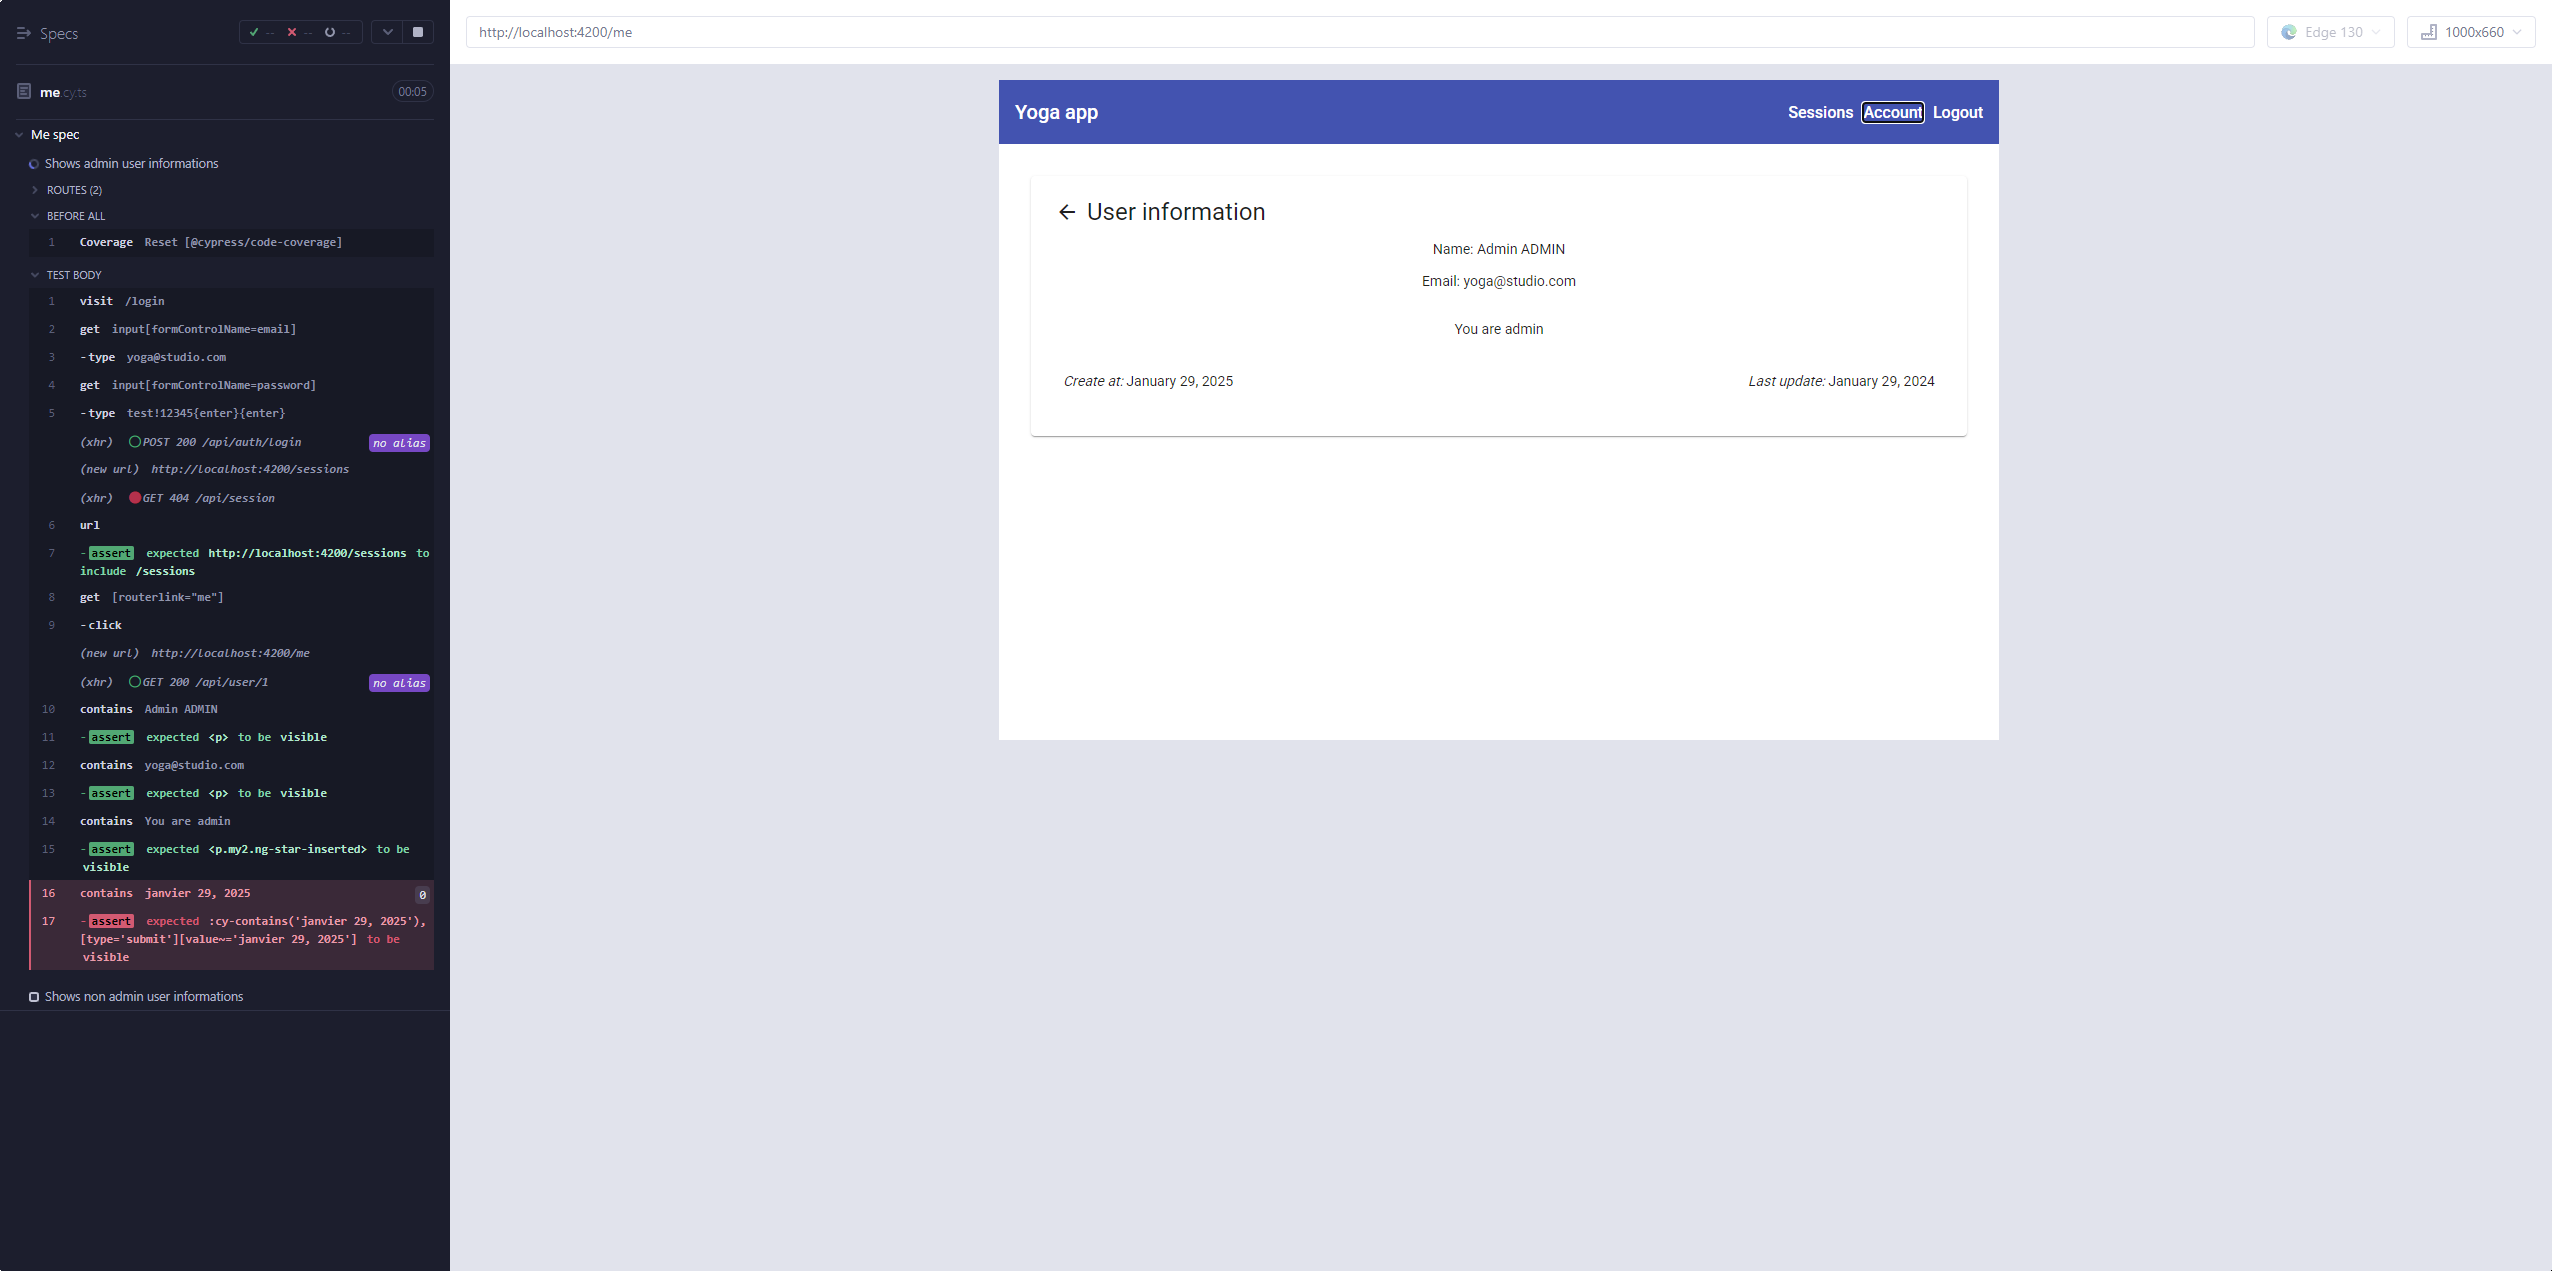 Specs
-- -- --
me.cy.ts
00:05
Me spec
Shows admin user informations
ROUTES (2)
BEFORE ALL
1 Coverage Reset [@cypress/code-coverage]
TEST BODY
1 visit /login
2 get input[formControlName=email]
3 -type yoga@studio.com
4 get input[formControlName=password]
5 -type test!12345{enter}{enter}
(xhr) POST 200 /api/auth/login no alias
(new url) http://localhost:4200/sessions
(xhr) GET 404 /api/session
6 url
7 -assert expected http://localhost:4200/sessions to
include /sessions
8 get [routerlink="me"]
9 -click
(new url) http://localhost:4200/me
(xhr) GET 200 /api/user/1 no alias
10 contains Admin ADMIN
11 -assert expected <p> to be visible
12 contains yoga@studio.com
13 -assert expected <p> to be visible
14 contains You are admin
15 -assert expected <p.my2.ng-star-inserted> to be
visible
16 contains janvier 29, 2025 0
17 -assert expected :cy-contains('janvier 29, 2025'),
[type='submit'][value~='janvier 29, 2025'] to be
visible
Shows non admin user informations
http://localhost:4200/me
Edge 130
1000x660
Yoga app
Sessions Account Logout
User information
Name: Admin ADMIN
Email: yoga@studio.com
You are admin
Create at: January 29, 2025
Last update: January 29, 2024